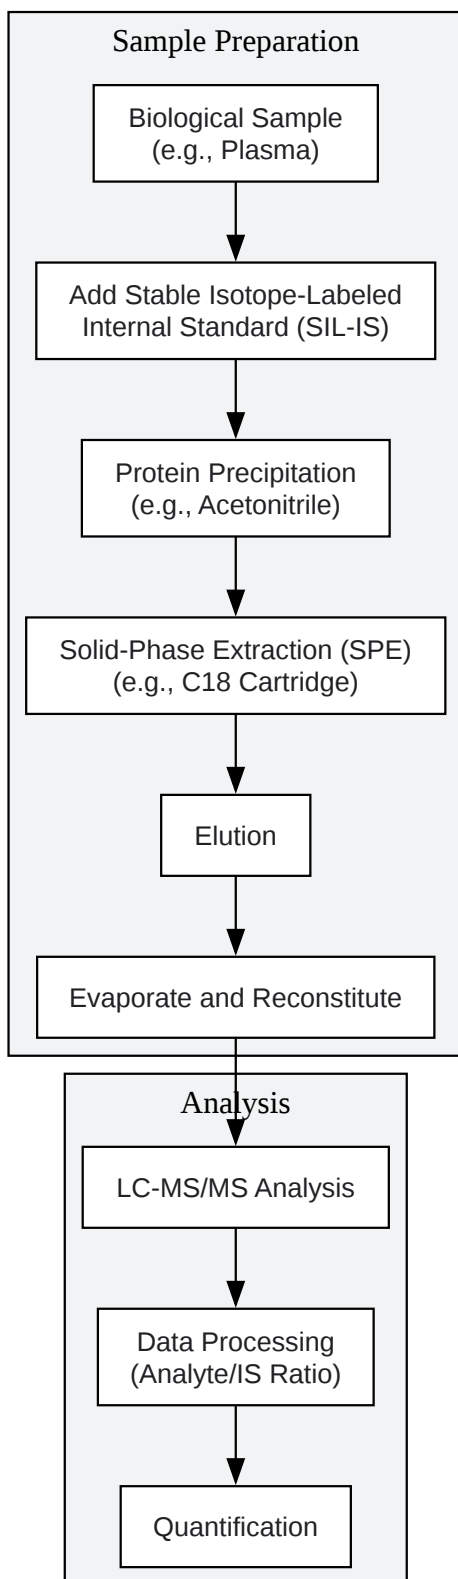 Sample Preparation
Biological Sample
(e.g., Plasma)
Add Stable Isotope-Labeled
Internal Standard (SIL-IS)
Protein Precipitation
(e.g., Acetonitrile)
Solid-Phase Extraction (SPE)
(e.g., C18 Cartridge)
Elution
Evaporate and Reconstitute
Analysis
LC-MS/MS Analysis
Data Processing
(Analyte/IS Ratio)
Quantification